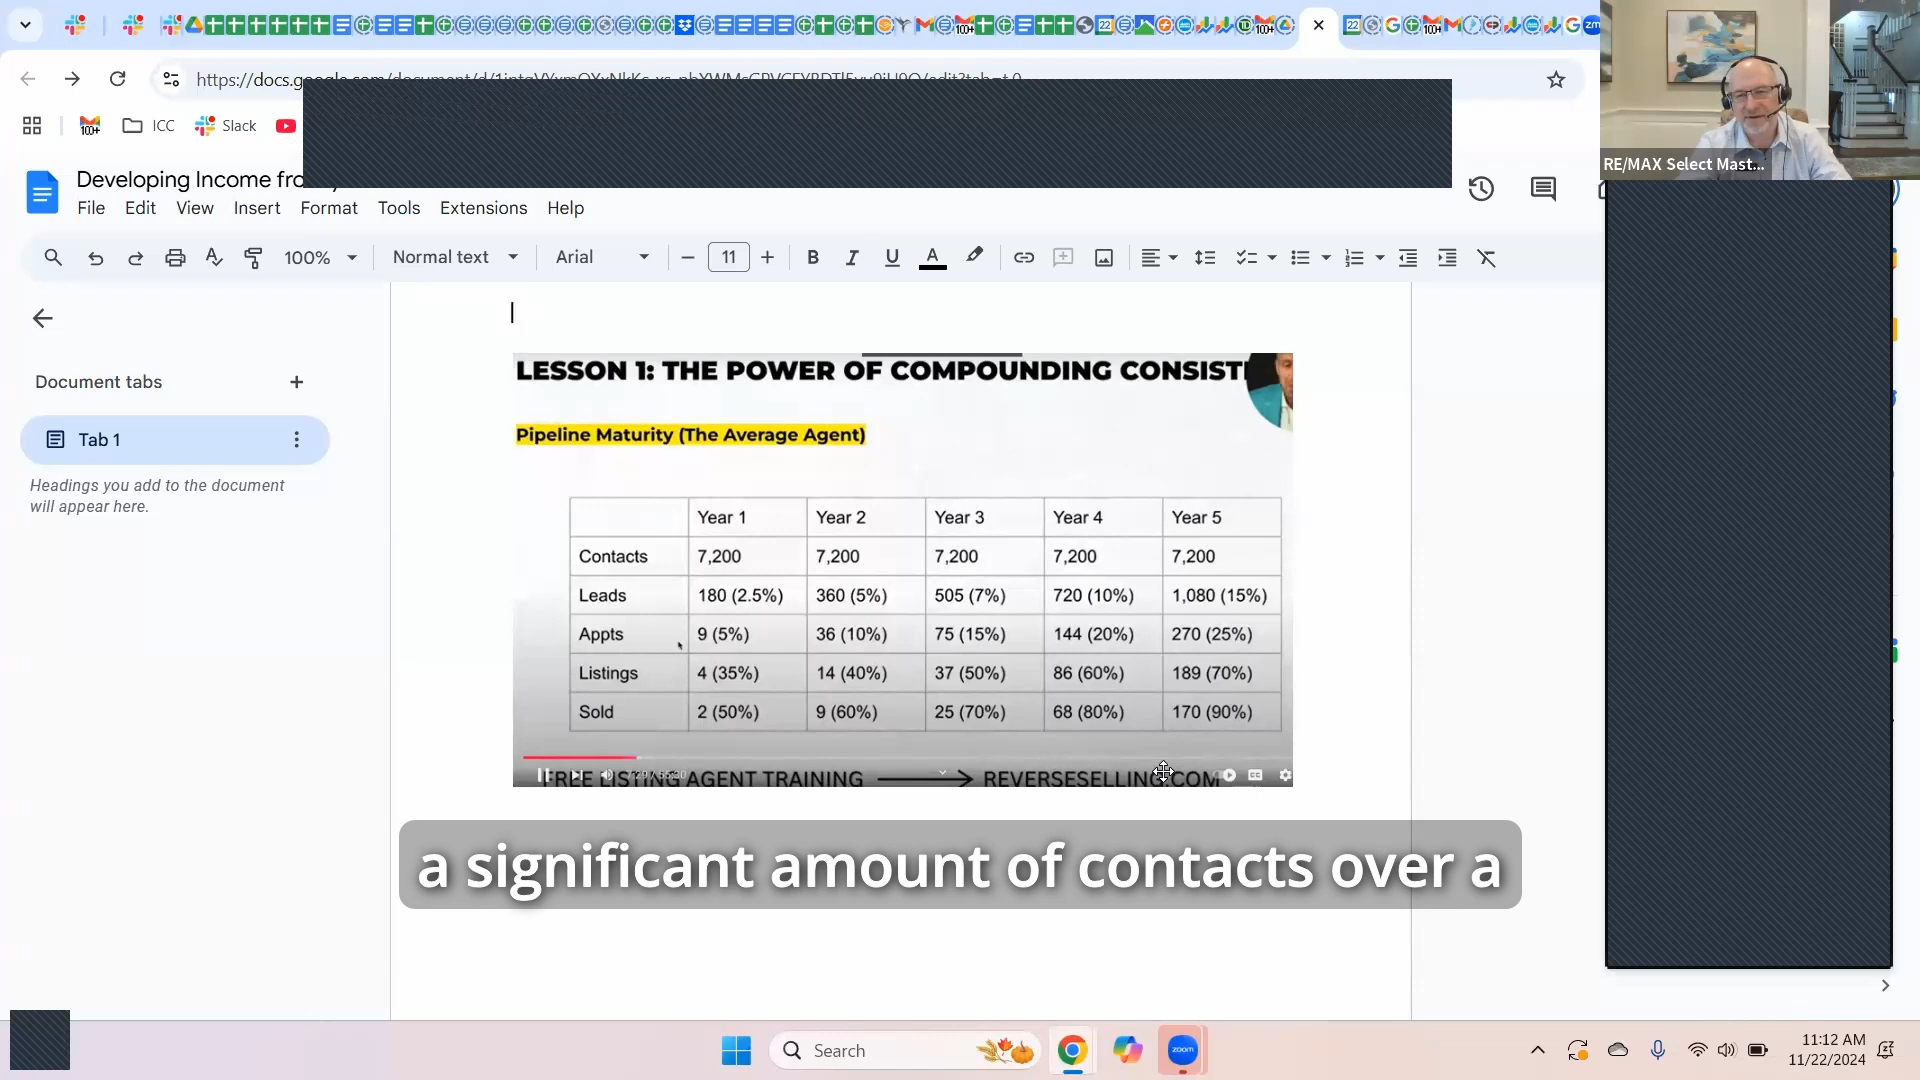 https://docs.g
ICC
Slack
RE/MAX Select Mast...
Developing Income fro
File Edit View Insert Format Tools Extensions Help
100% Normal text Arial 11
Document tabs
Tab 1
Headings you add to the document
will appear here.
LESSON 1: THE POWER OF COMPOUNDING CONSIST
Pipeline Maturity (The Average Agent)
Year 1 Year 2 Year 3 Year 4 Year 5
Contacts 7,200 7,200 7,200 7,200 7,200
Leads 180 (2.5%) 360 (5%) 505 (7%) 720 (10%) 1,080 (15%)
Appts 9 (5%) 36 (10%) 75 (15%) 144 (20%) 270 (25%)
Listings 4 (35%) 14 (40%) 37 (50%) 86 (60%) 189 (70%)
Sold 2 (50%) 9 (60%) 25 (70%) 68 (80%) 170 (90%)
FREE LISTING AGENT TRAINING REVERSESELLING.COM
a significant amount of contacts over a
Search
zoom
11:12 AM
11/22/2024